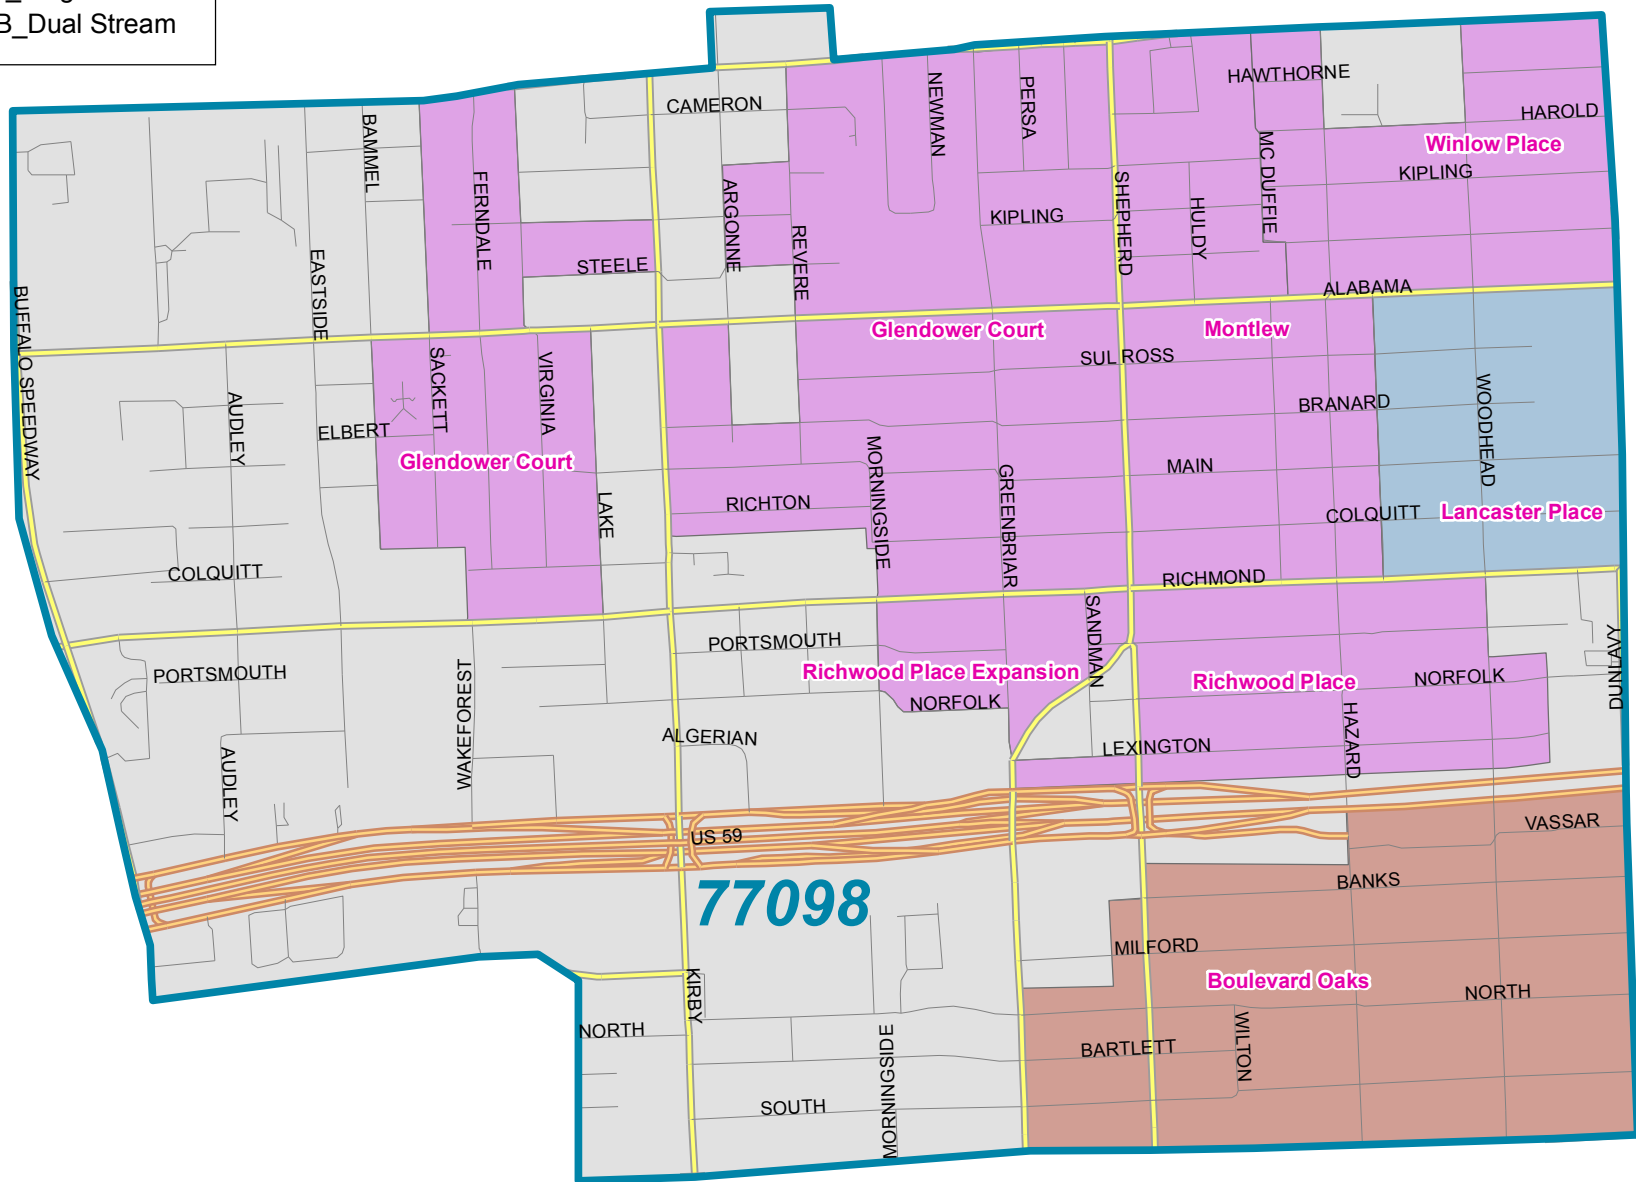 B_Dual Stream
CAMERON
NEWMAN
PERSA
HAWTHORNE
HAROLD
BAMMEL
Winlow Place
MC DUFFIE
KIPLING
FERNDALE
ARGONNE
SHEPHERD
HULDY
KIPLING
REVERE
EASTSIDE
STEELE
BUFFALO SPEEDWAY
ALABAMA
Glendower Court
Montlew
SACKETT
VIRGINIA
SUL ROSS
WOODHEAD
AUDLEY
BRANARD
ELBERT
Glendower Court
MORNINGSIDE
GREENBRIAR
MAIN
LAKE
RICHTON
COLQUITT
Lancaster Place
COLQUITT
RICHMOND
SANDMAN
PORTSMOUTH
DUNLAVY
PORTSMOUTH
WAKEFOREST
Richwood Place Expansion
Richwood Place
NORFOLK
NORFOLK
HAZARD
ALGERIAN
LEXINGTON
AUDLEY
US 59
VASSAR
77098
BANKS
MILFORD
KIRBY
Boulevard Oaks
NORTH
NORTH
MORNINGSIDE
WILTON
BARTLETT
SOUTH